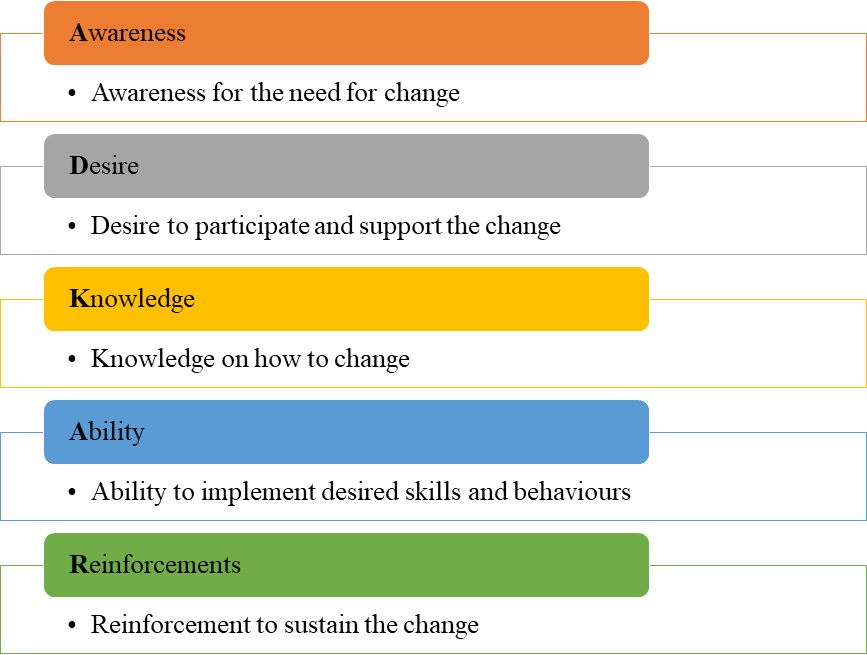 Awareness
• Awareness for the need for change
Desire
• Desire to participate and support the change
Knowledge
• Knowledge on how to change
Ability
• Ability to implement desired skills and behaviours
Reinforcements
• Reinforcement to sustain the change